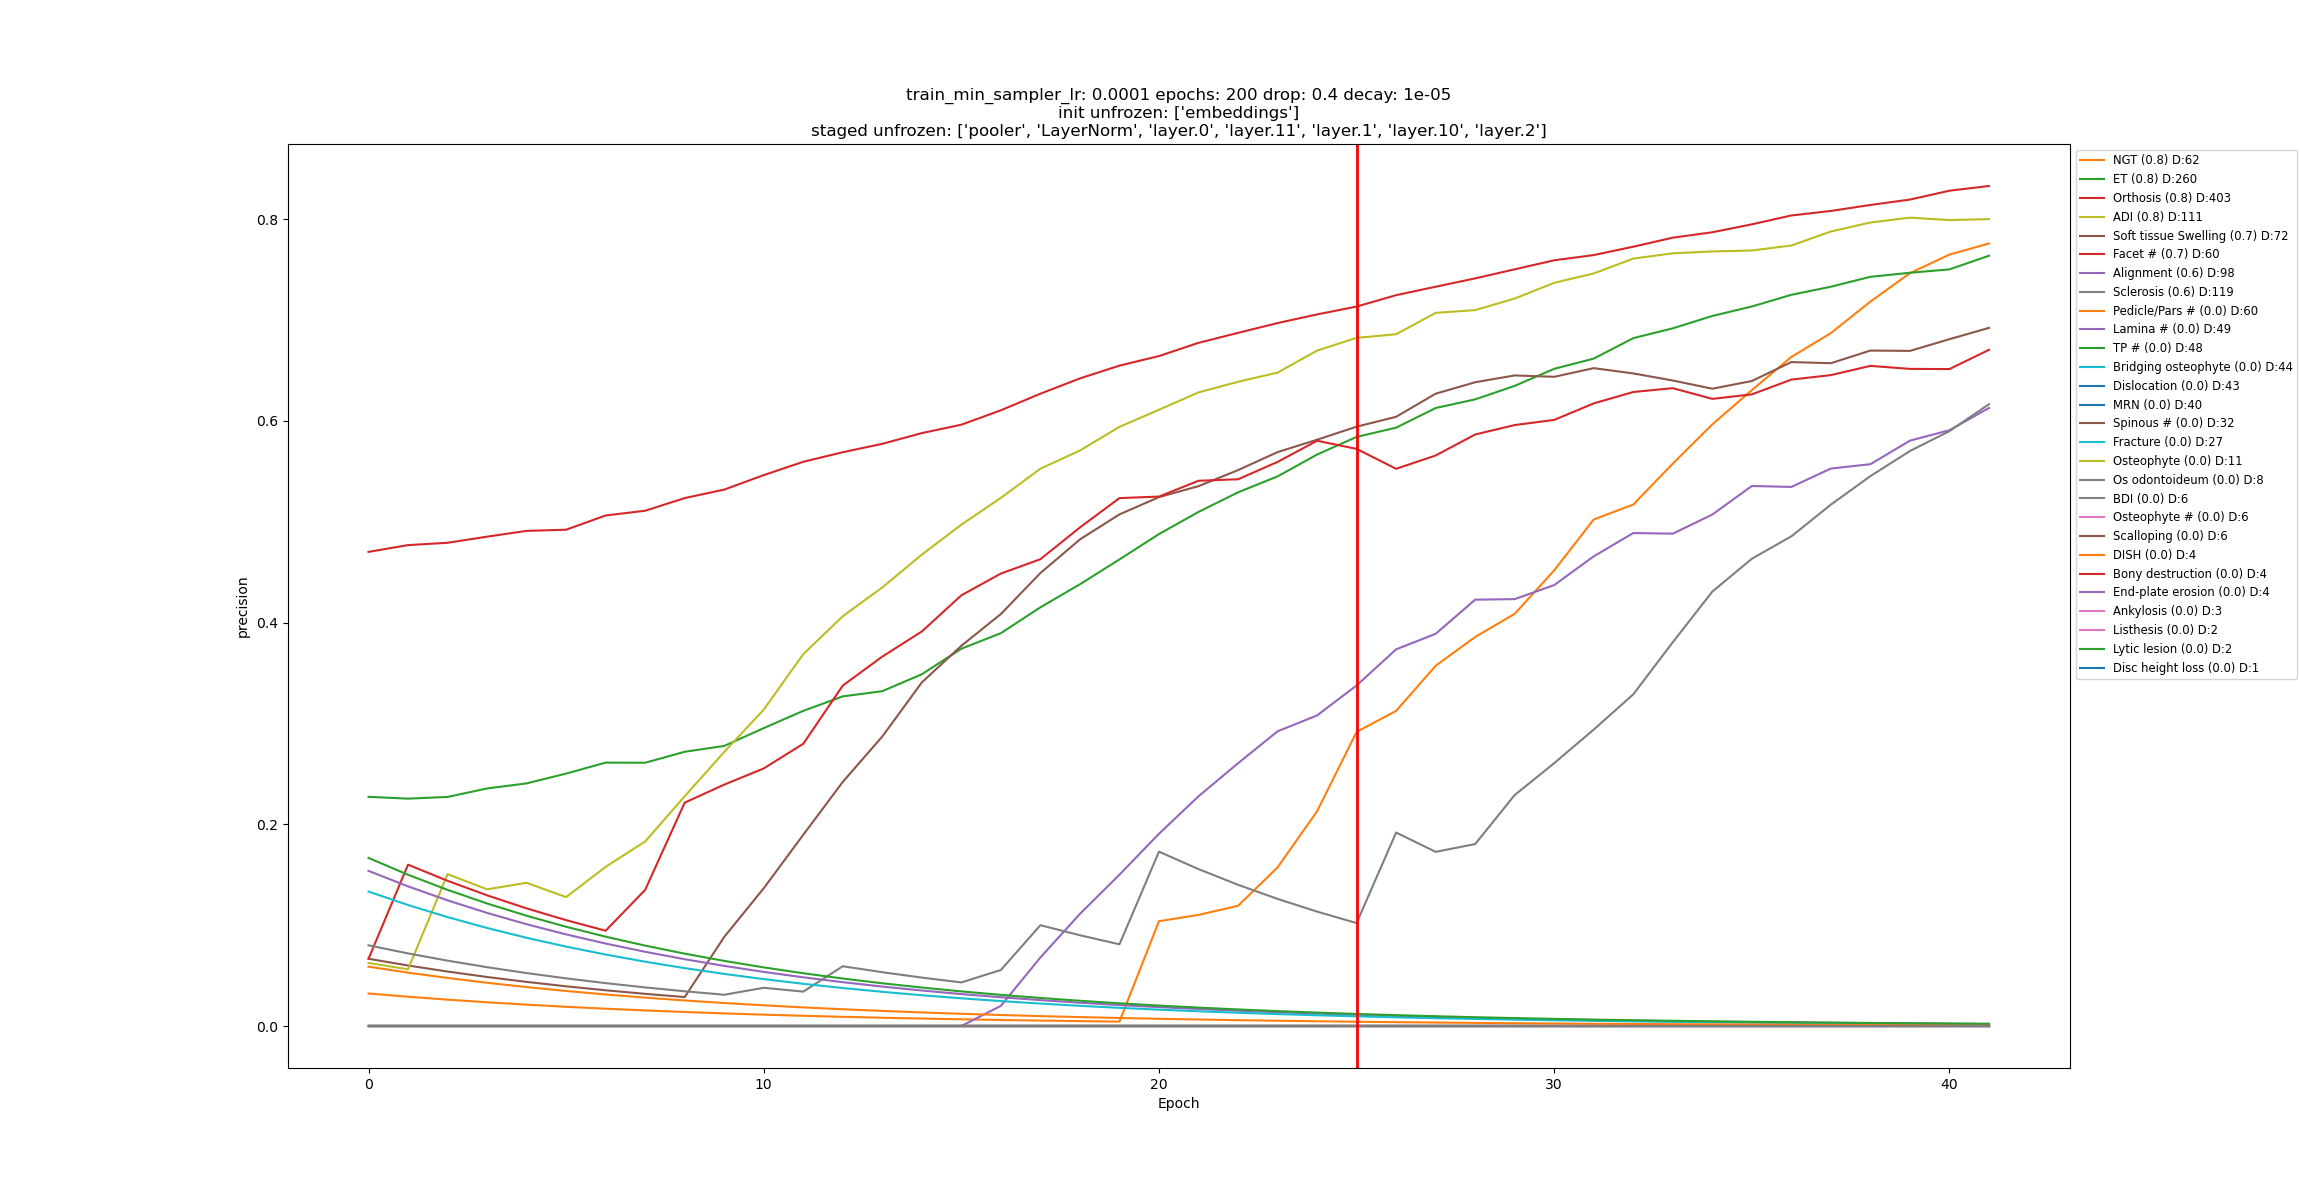 train_min_sampler_lr: 0.0001 epochs: 200 drop: 0.4 decay: 1e-05
init unfrozen: ['embeddings']
staged unfrozen: ['pooler', 'LayerNorm', 'layer.0', 'layer.11', 'layer.1', 'layer.10', 'layer.2']
precision
0.8
0.6
0.4
0.2
0.0
0
10
20
30
40
Epoch
NGT (0.8) D:62
ET (0.8) D:260
Orthosis (0.8) D:403
ADI (0.8) D:111
Soft tissue Swelling (0.7) D:72
Facet # (0.7) D:60
Alignment (0.6) D:98
Sclerosis (0.6) D:119
Pedicle/Pars # (0.0) D:60
Lamina # (0.0) D:49
TP # (0.0) D:48
Bridging osteophyte (0.0) D:44
Dislocation (0.0) D:43
MRN (0.0) D:40
Spinous # (0.0) D:32
Fracture (0.0) D:27
Osteophyte (0.0) D:11
Os odontoideum (0.0) D:8
BDI (0.0) D:6
Osteophyte # (0.0) D:6
Scalloping (0.0) D:6
DISH (0.0) D:4
Bony destruction (0.0) D:4
End-plate erosion (0.0) D:4
Ankylosis (0.0) D:3
Listhesis (0.0) D:2
Lytic lesion (0.0) D:2
Disc height loss (0.0) D:1